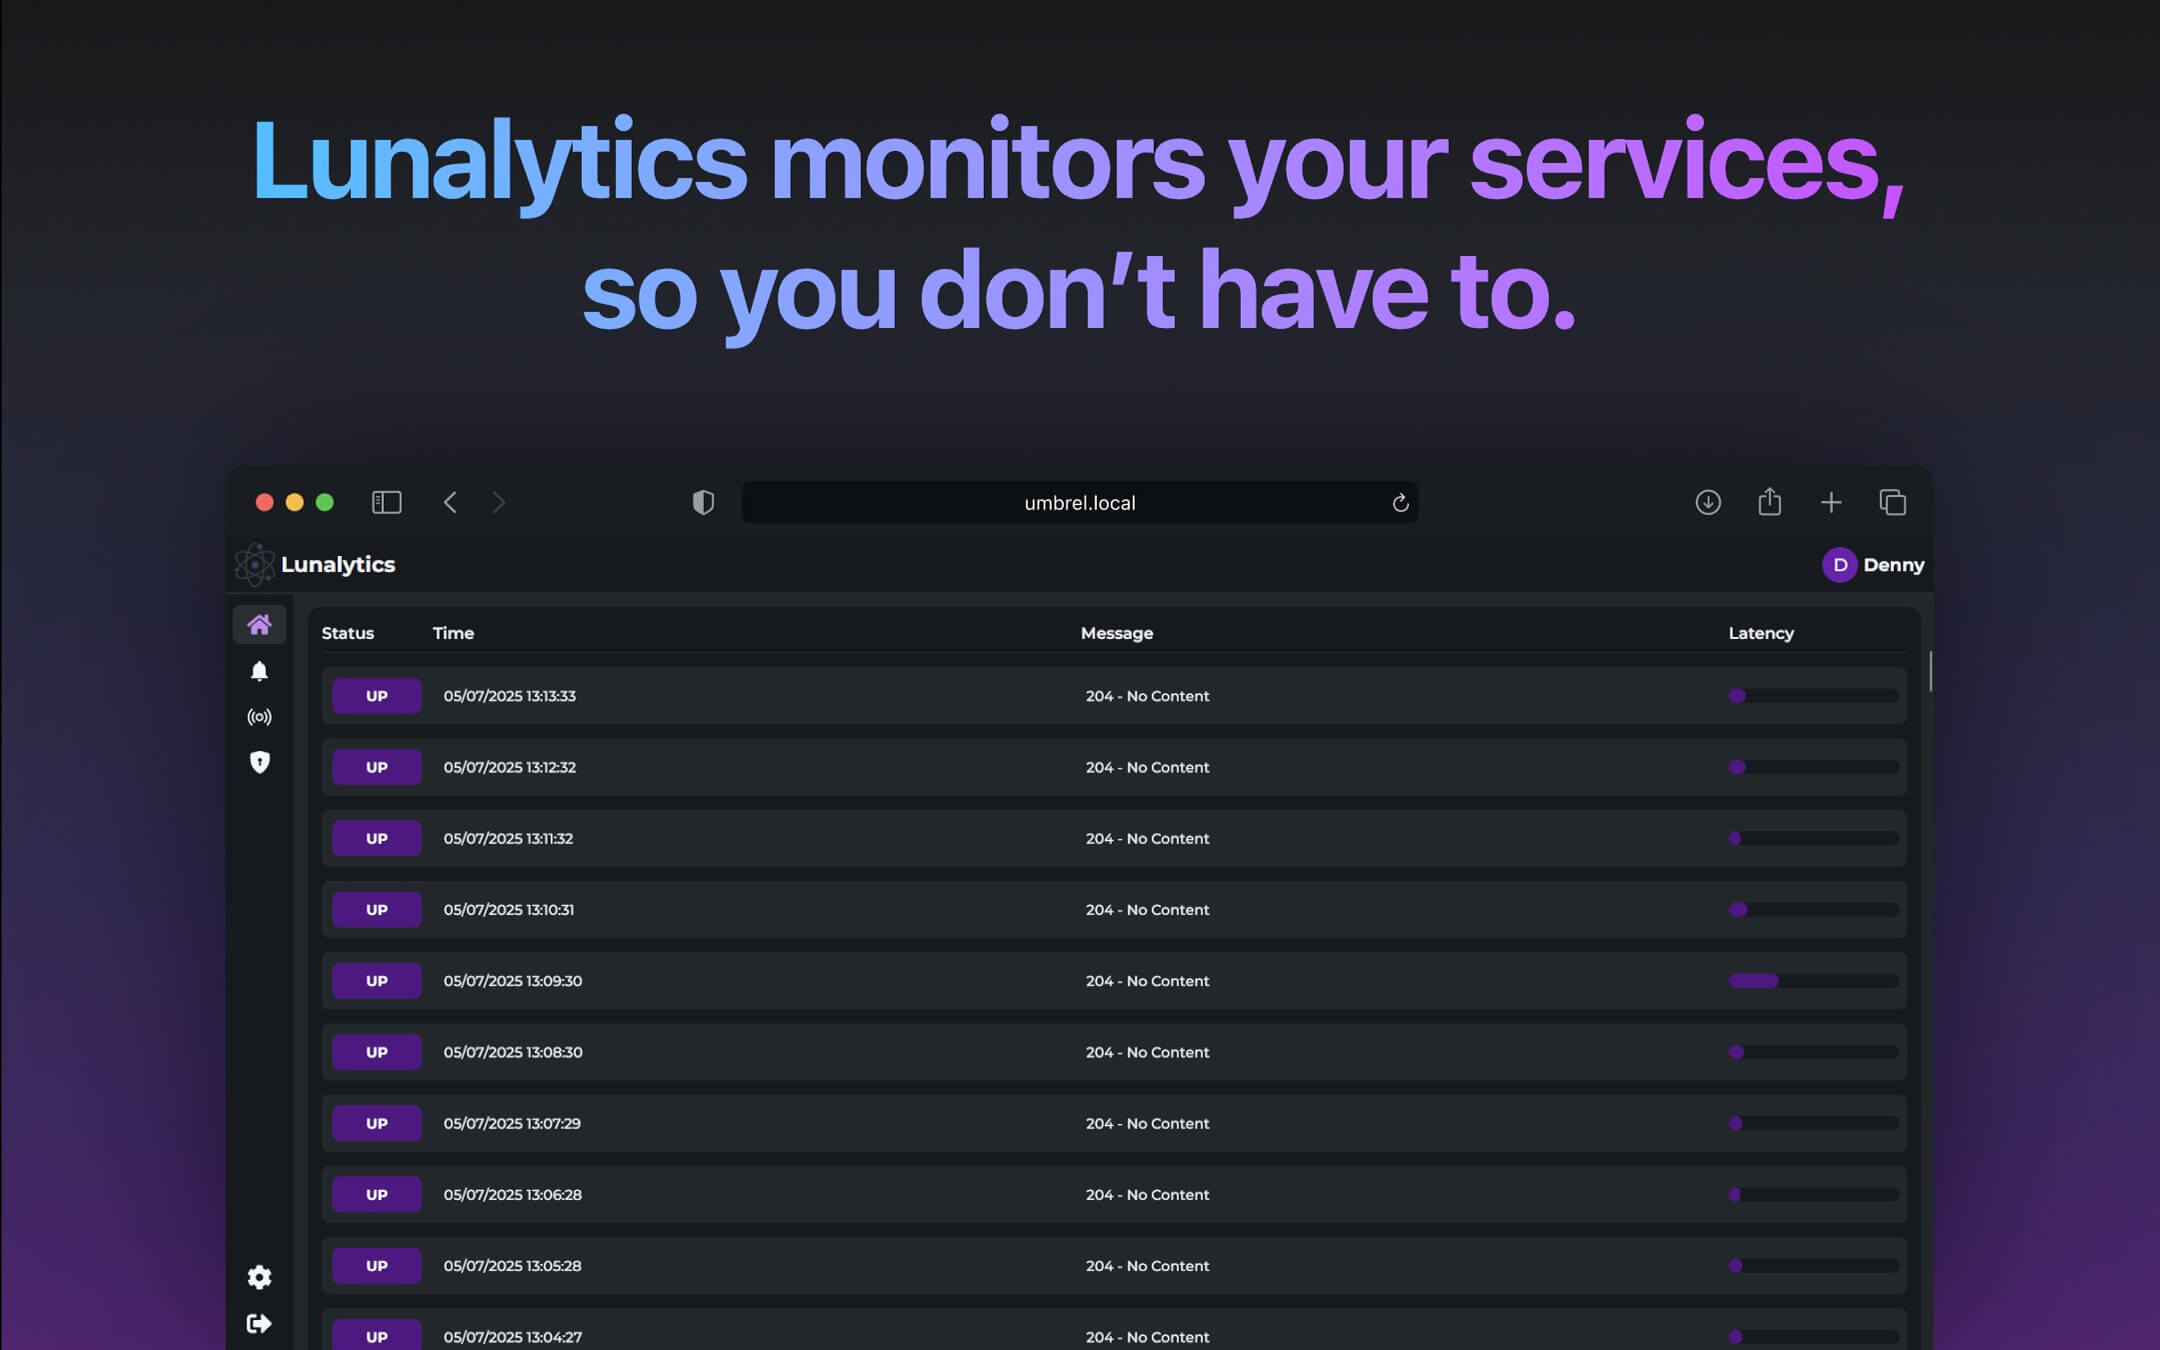 Lunalytics monitors your services,
so you don’t have to.
umbrel.local
Lunalytics
D Denny
Status Time Message Latency
UP 05/07/2025 13:13:33 204 - No Content
UP 05/07/2025 13:12:32 204 - No Content
UP 05/07/2025 13:11:32 204 - No Content
UP 05/07/2025 13:10:31 204 - No Content
UP 05/07/2025 13:09:30 204 - No Content
UP 05/07/2025 13:08:30 204 - No Content
UP 05/07/2025 13:07:29 204 - No Content
UP 05/07/2025 13:06:28 204 - No Content
UP 05/07/2025 13:05:28 204 - No Content
UP 05/07/2025 13:04:27 204 - No Content